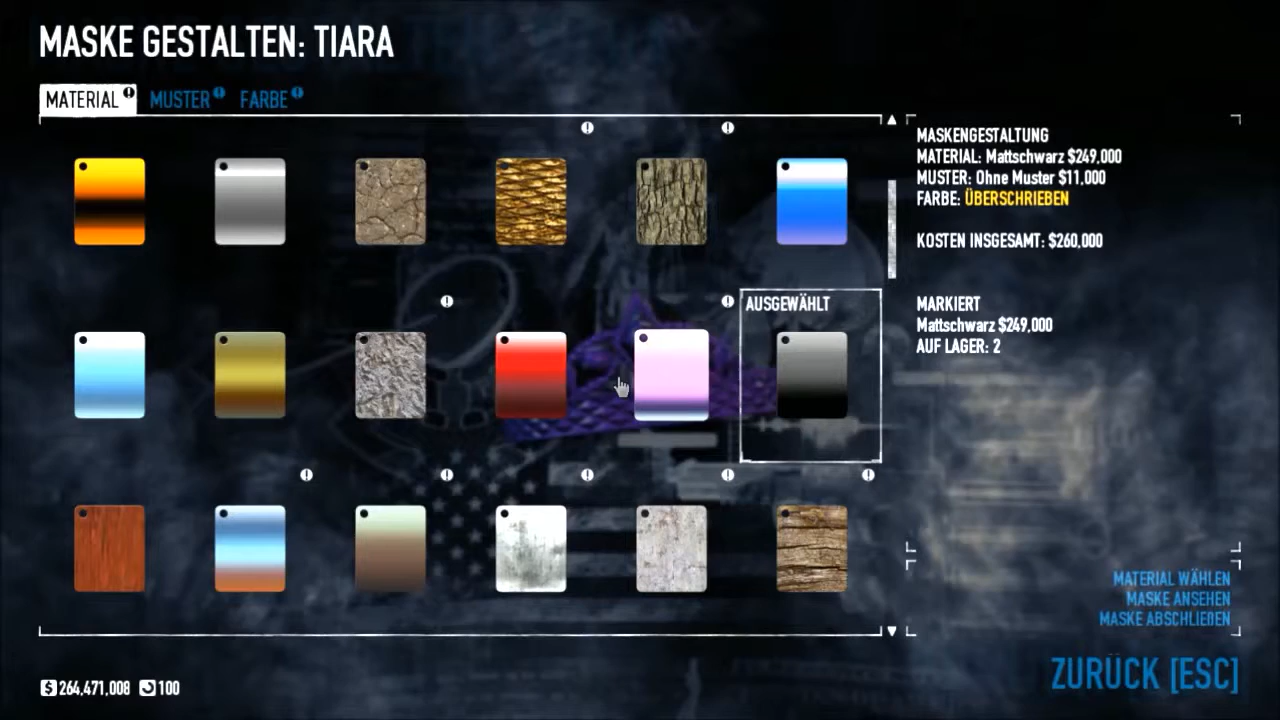 MASKE GESTALTEN: TIARA
MATERIAL MUSTER FARBE
MASKENGESTALTUNG
MATERIAL: Mattschwarz $249,000
MUSTER: Ohne Muster $11,000
FARBE: ÜBERSCHRIEBEN
KOSTEN INSGESAMT: $260,000
AUSGEWÄHLT
MARKIERT
Mattschwarz $249,000
AUF LAGER: 2
MATERIAL WÄHLEN
MASKE ANSEHEN
MASKE ABSCHLIEßEN
ZURÜCK [ESC]
$ 264,471,008 100